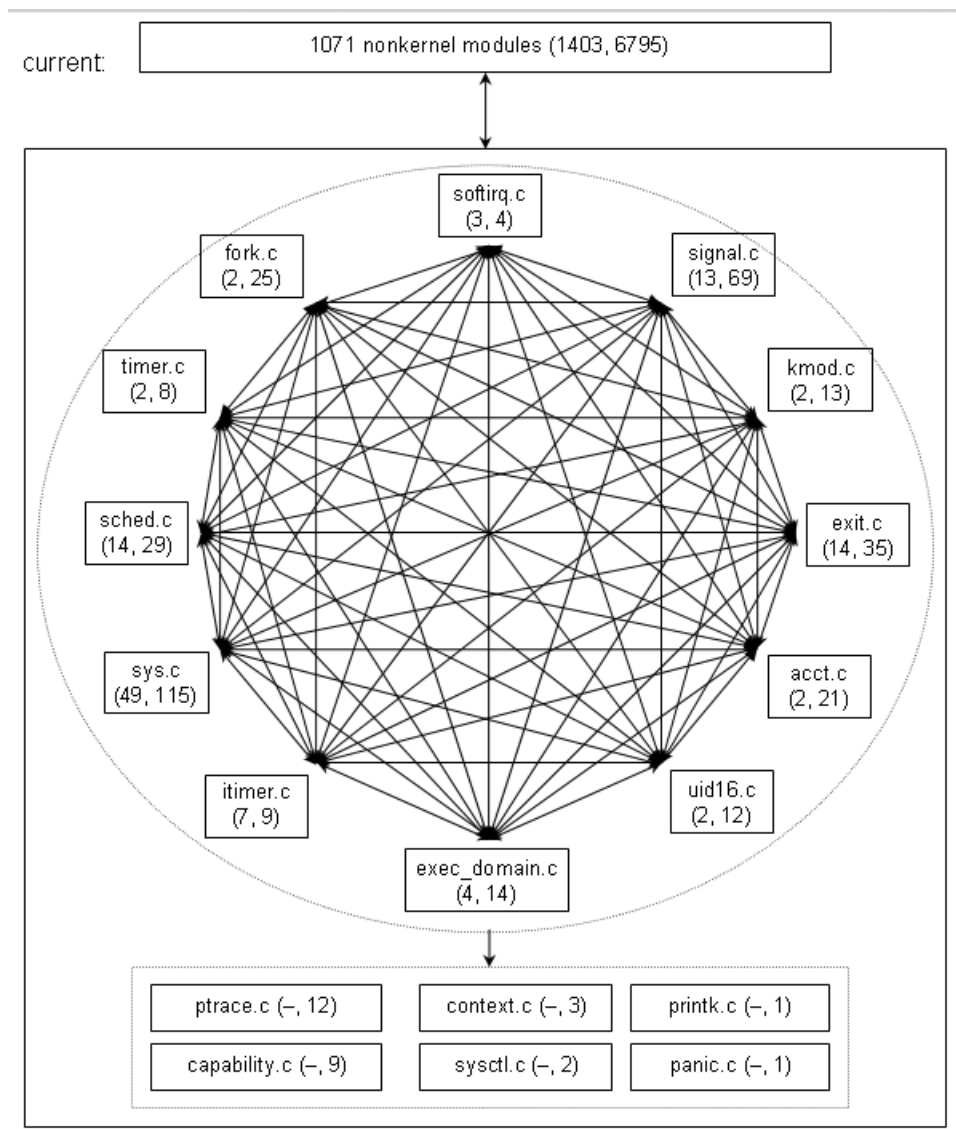 1071 nonkernel modules (1403, 6795)
current:
softirq.c
(3, 4)
fork.c
(2, 25)
signal.c
(13, 69)
timer.c
(2, 8)
kmod.c
(2, 13)
sched.c
(14, 29)
exit.c
(14, 35)
sys.c
(49, 115)
acct.c
(2, 21)
itimer.c
(7, 9)
uid16.c
(2, 12)
exec_domain.c
(4, 14)
ptrace.c (–, 12)
context.c (–, 3)
printk.c (–, 1)
capability.c (–, 9)
sysctl.c (–, 2)
panic.c (–, 1)